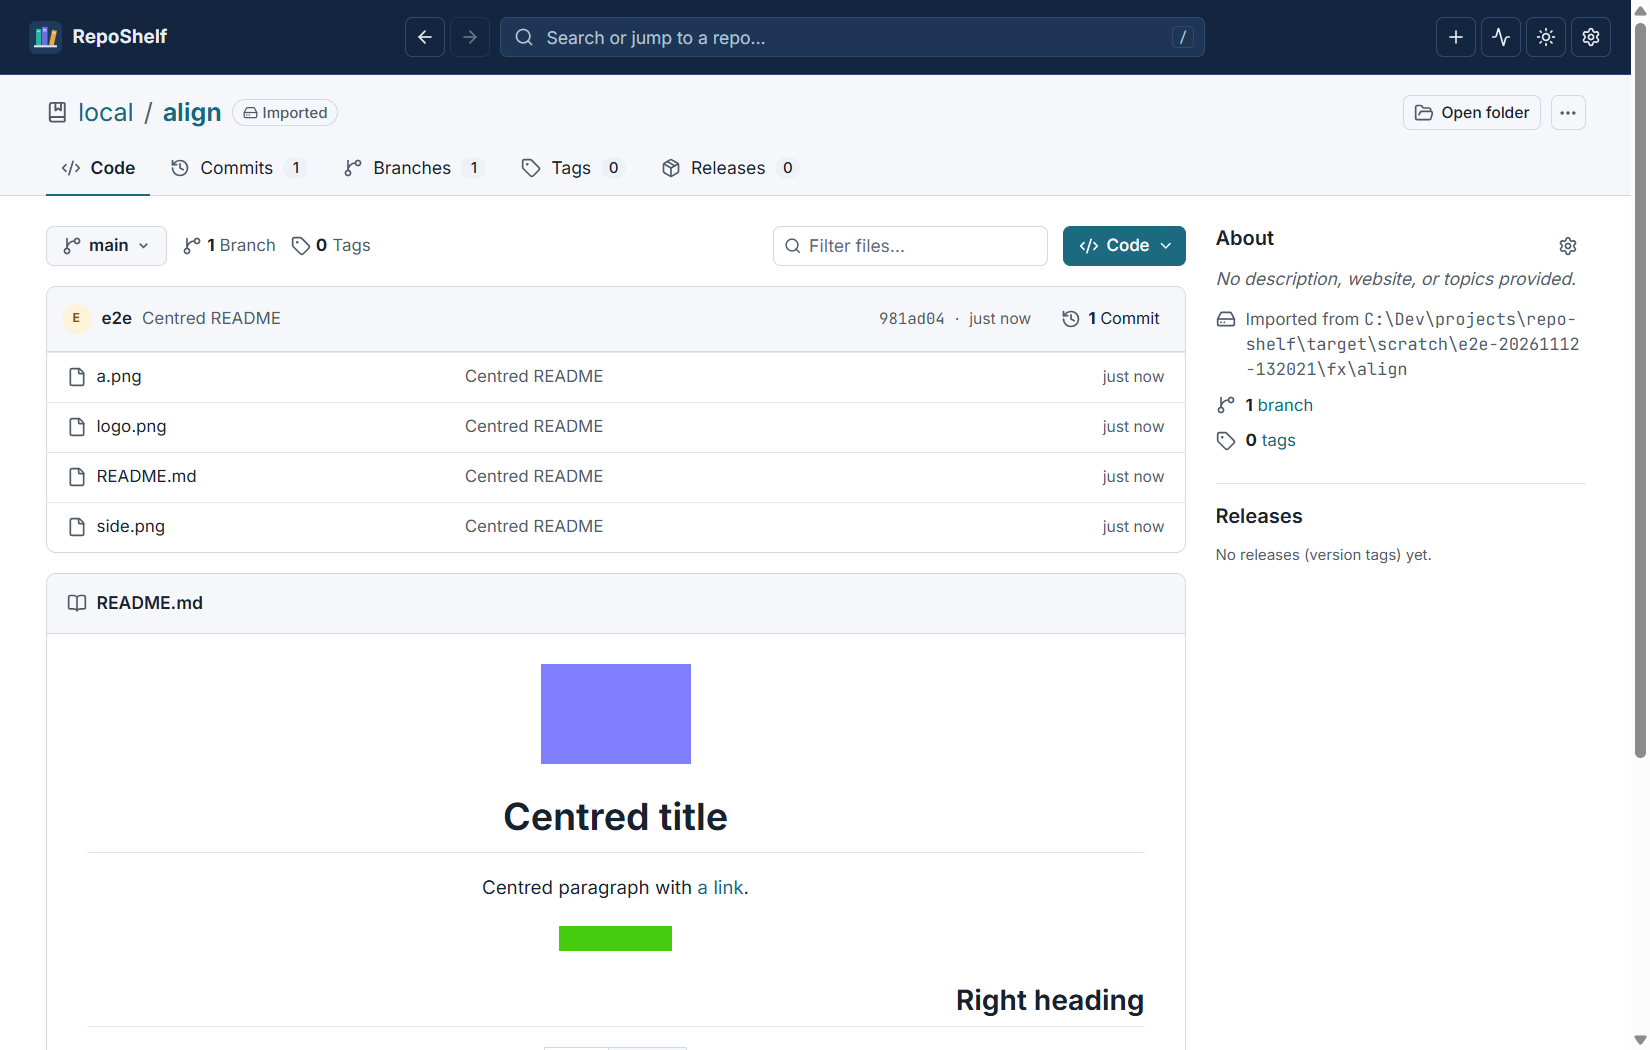 RepoShelf
Search or jump to a repo... /
local / align Imported
Open folder
Code Commits 1 Branches 1 Tags 0 Releases 0
main 1 Branch 0 Tags
Filter files...
Code
e2e Centred README 981ad04 · just now 1 Commit
a.png Centred README just now
logo.png Centred README just now
README.md Centred README just now
side.png Centred README just now
README.md
Centred title
Centred paragraph with a link.
Right heading
About
No description, website, or topics provided.
Imported from C:\Dev\projects\repo-
shelf\target\scratch\e2e-20261112
-132021\fx\align
1 branch
0 tags
Releases
No releases (version tags) yet.